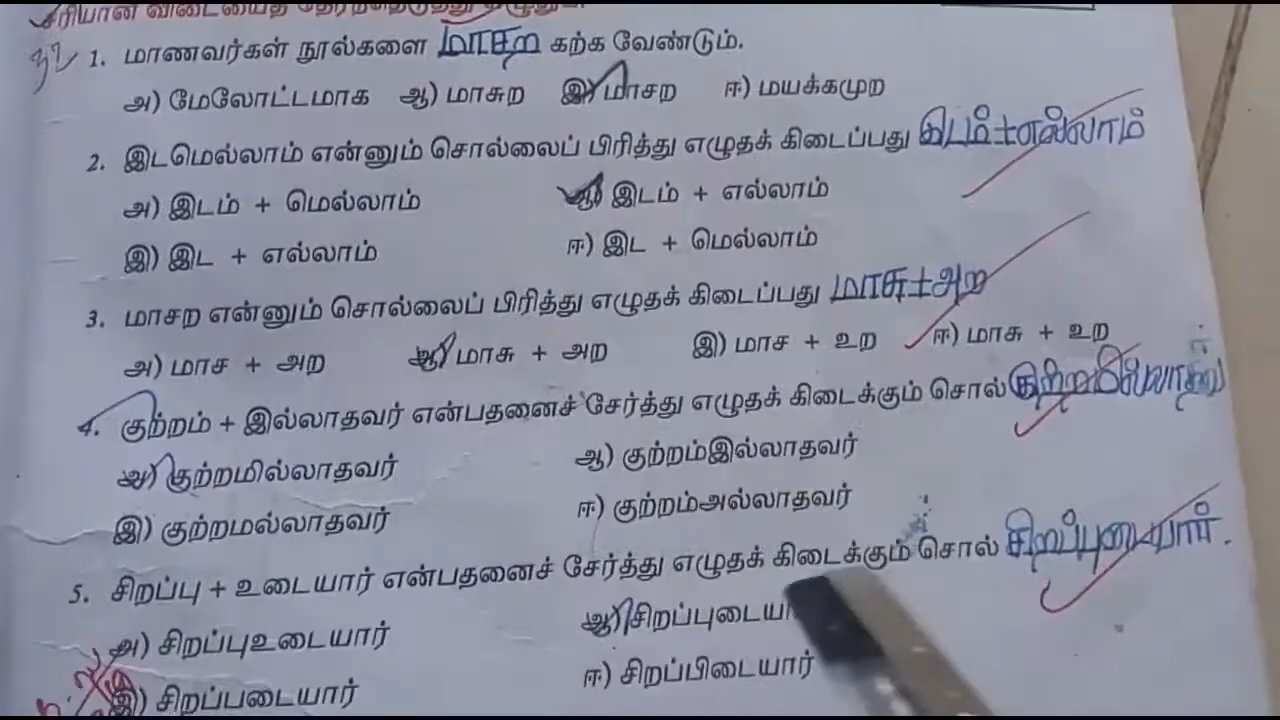 சரியான விடையைத் தேர்ந்தெடுத்து எழுதுக.
1. மாணவர்கள் நூல்களை மாசற கற்க வேண்டும்.
அ) மேலோட்டமாக ஆ) மாசுற இ) மாசற ஈ) மயக்கமுற
2. இடமெல்லாம் என்னும் சொல்லைப் பிரித்து எழுதக் கிடைப்பது இடம்+எல்லாம்
அ) இடம் + மெல்லாம் ஆ) இடம் + எல்லாம்
இ) இட + எல்லாம் ஈ) இட + மெல்லாம்
3. மாசற என்னும் சொல்லைப் பிரித்து எழுதக் கிடைப்பது மாசு+அற
அ) மாச + அற ஆ) மாசு + அற இ) மாச + உற ஈ) மாசு + உற
4. குற்றம் + இல்லாதவர் என்பதனைச் சேர்த்து எழுதக் கிடைக்கும் சொல்
அ) குற்றமில்லாதவர் ஆ) குற்றம்இல்லாதவர்
இ) குற்றமல்லாதவர் ஈ) குற்றம்அல்லாதவர்
5. சிறப்பு + உடையார் என்பதனைச் சேர்த்து எழுதக் கிடைக்கும் சொல் சிறப்புடையார்.
அ) சிறப்புஉடையார் ஆ) சிறப்புடையா
இ) சிறப்படையார் ஈ) சிறப்பிடையார்